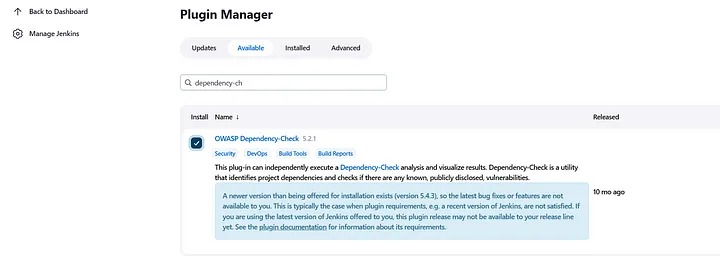 Back to Dashboard
Manage Jenkins
Plugin Manager
Updates Available Installed Advanced
dependency-ch
Install Name ↓ Released
OWASP Dependency-Check 5.2.1
Security DevOps Build Tools Build Reports
This plug-in can independently execute a Dependency-Check analysis and visualize results. Dependency-Check is a utility
that identifies project dependencies and checks if there are any known, publicly disclosed, vulnerabilities.
A newer version than being offered for installation exists (version 5.4.3), so the latest bug fixes or features are not
available to you. This is typically the case when plugin requirements, e.g. a recent version of Jenkins, are not satisfied. If
you are using the latest version of Jenkins offered to you, this plugin release may not be available to your release line
yet. See the plugin documentation for information about its requirements.
10 mo ago